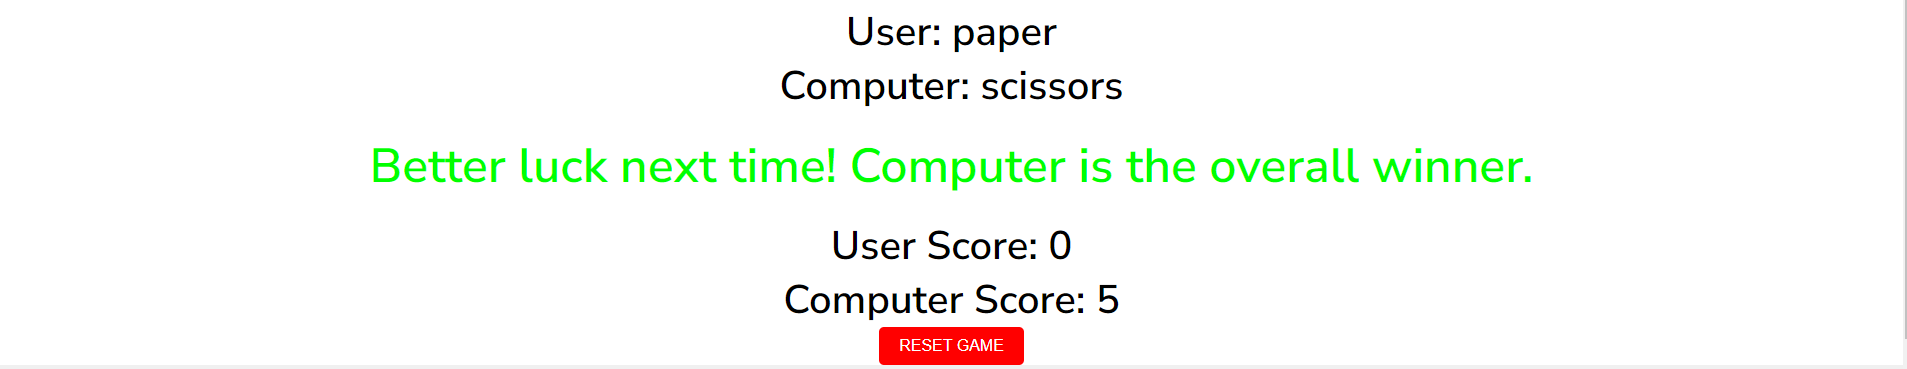 User: paper
Computer: scissors
Better luck next time! Computer is the overall winner.
User Score: 0
Computer Score: 5
RESET GAME